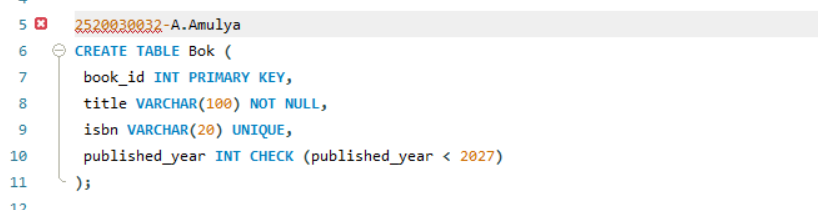 5 2520030032-A.Amulya
6 CREATE TABLE Bok (
7 book_id INT PRIMARY KEY,
8 title VARCHAR(100) NOT NULL,
9 isbn VARCHAR(20) UNIQUE,
10 published_year INT CHECK (published_year < 2027)
11 );
12